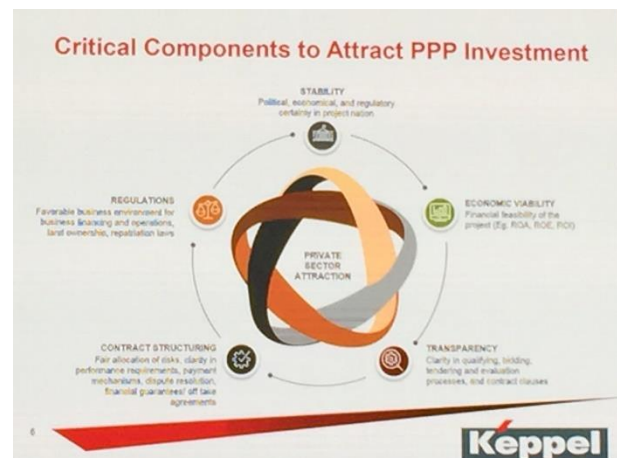 Critical Components to Attract PPP Investment
STABILITY
Political, economical, and regulatory
certainty in project nation
REGULATIONS
Favorable business environment for
business financing and operations,
land ownership, repatriation laws
ECONOMIC VIABILITY
Financial feasibility of the
project (Eg. ROA, ROE, ROI)
PRIVATE
SECTOR
ATTRACTION
CONTRACT STRUCTURING
Fair allocation of risks, clarity in
performance requirements, payment
mechanisms, dispute resolution,
financial guarantees/ off take
agreements
TRANSPARENCY
Clarity in qualifying, bidding,
tendering and evaluation
processes, and contract clauses
6
Keppel